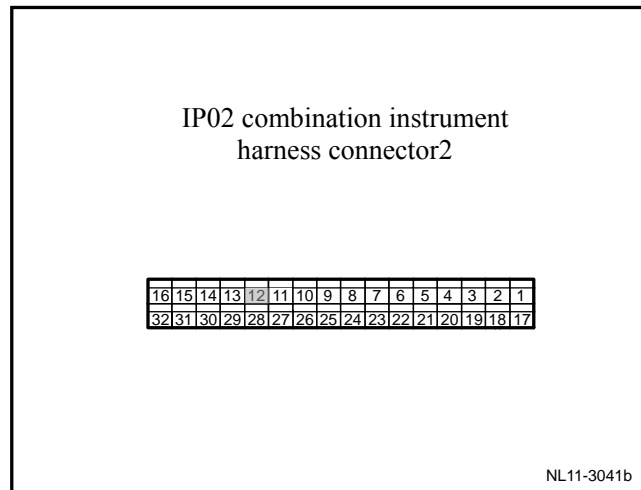 IP02 combination instrument
harness connector2
16 15 14 13 12 11 10 9 8 7 6 5 4 3 2 1
32 31 30 29 28 27 26 25 24 23 22 21 20 19 18 17
NL11-3041b